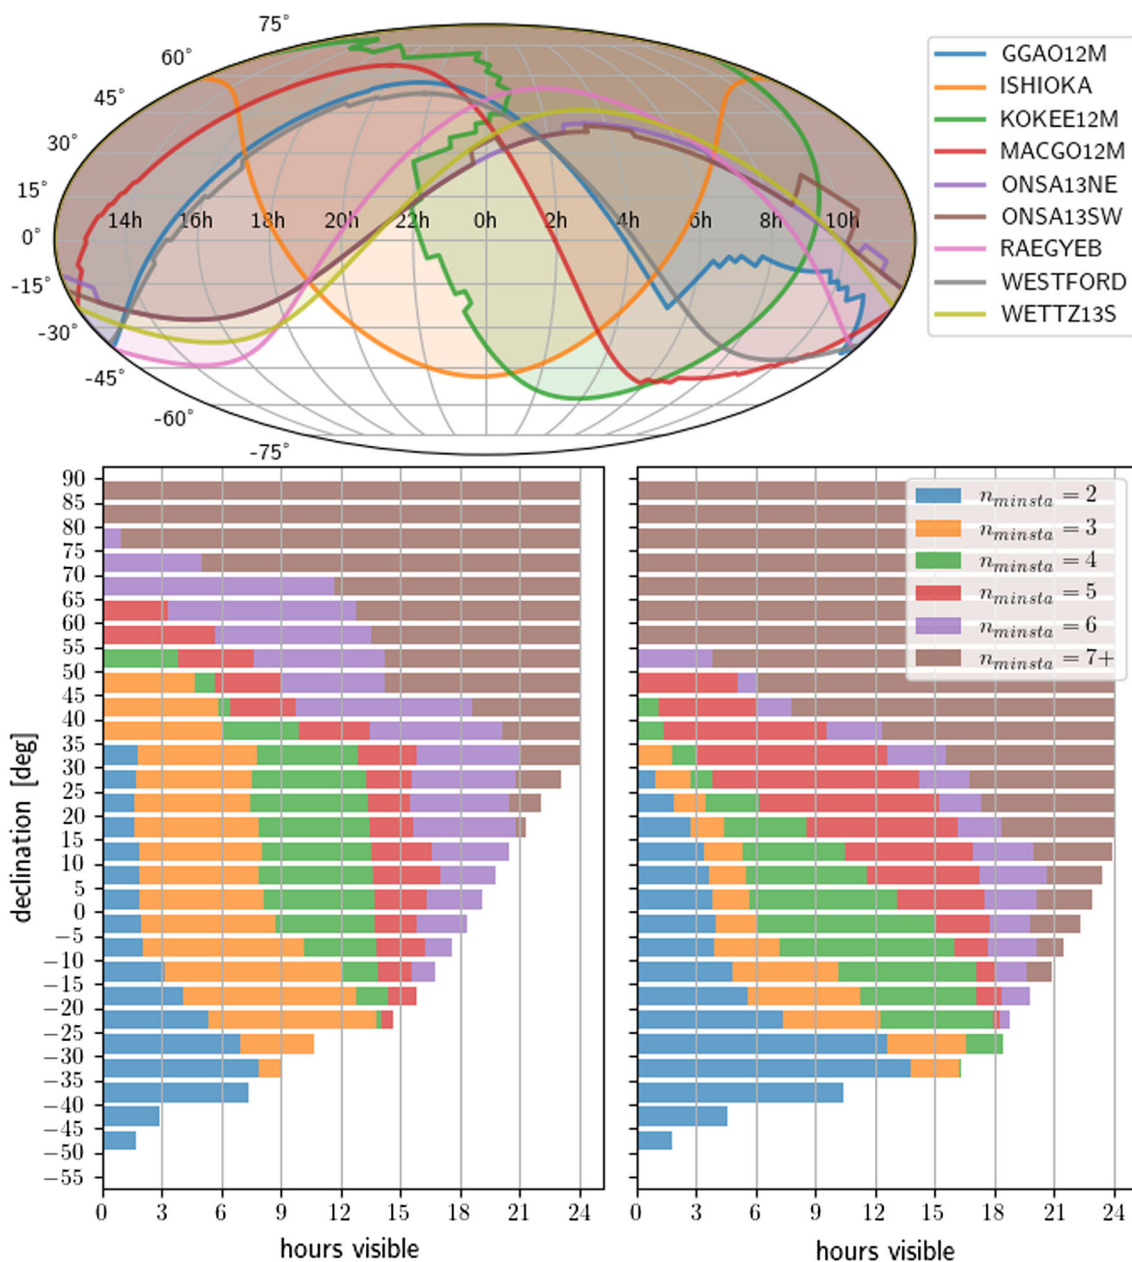 75°
60°
45°
30°
15°
0°
-15°
-30°
-45°
-60°
-75°
14h 16h 18h 20h 22h 0h 2h 4h 6h 8h 10h
GGAO12M
ISHIOKA
KOKEE12M
MACGO12M
ONSA13NE
ONSA13SW
RAEGYEB
WESTFORD
WETTZ13S
declination [deg]
90
85
80
75
70
65
60
55
50
45
40
35
30
25
20
15
10
5
0
−5
−10
−15
−20
−25
−30
−35
−40
−45
−50
−55
0 3 6 9 12 15 18 21 24
hours visible
n_minsta = 2
n_minsta = 3
n_minsta = 4
n_minsta = 5
n_minsta = 6
n_minsta = 7+
0 3 6 9 12 15 18 21 24
hours visible